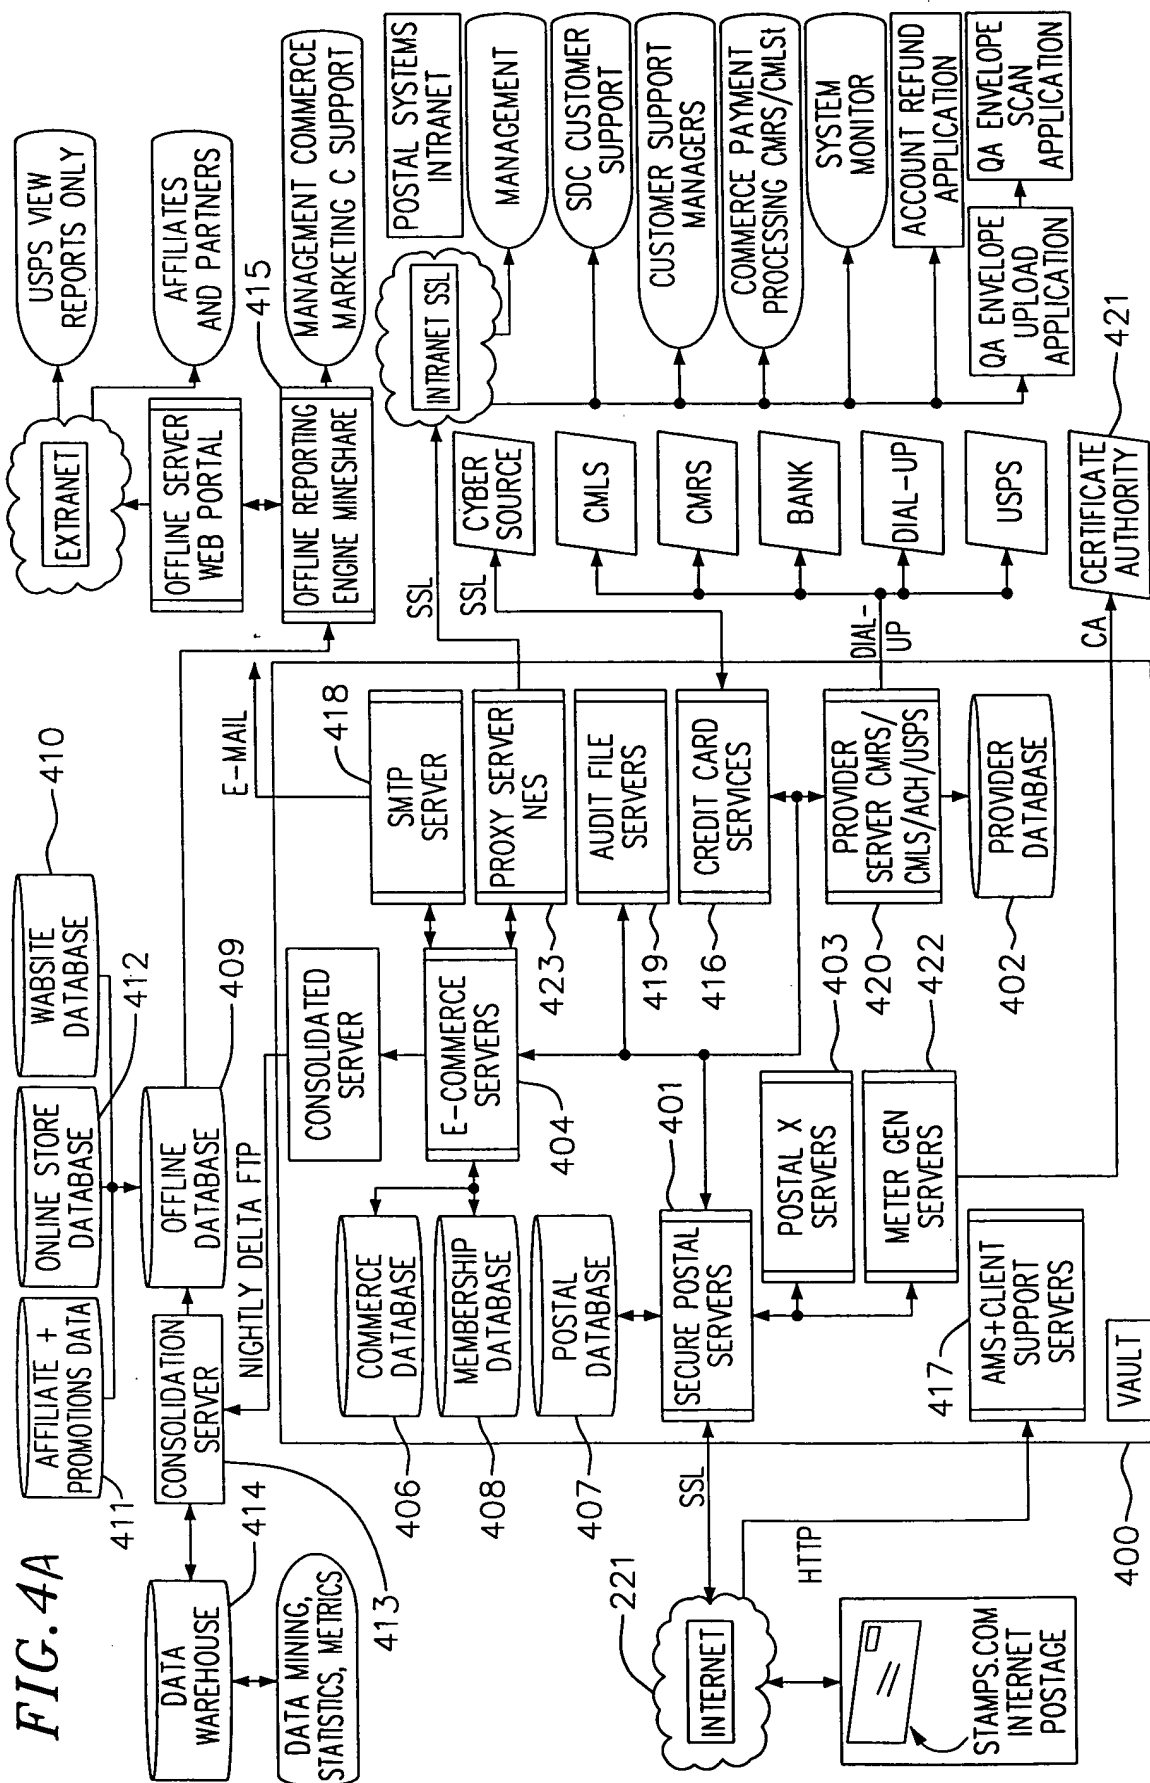 FIG. 4A
AFFILIATE +
PROMOTIONS DATA
411
ONLINE STORE
DATABASE
412
WABSITE
DATABASE
410
DATA
WAREHOUSE
414
CONSOLIDATION
SERVER
413
OFFLINE
DATABASE
409
DATA MINING,
STATISTICS, METRICS
NIGHTLY DELTA FTP
E-MAIL
OFFLINE SERVER
WEB PORTAL
EXTRANET
USPS VIEW
REPORTS ONLY
AFFILIATES
AND PARTNERS
OFFLINE REPORTING
ENGINE MINESHARE
415
MANAGEMENT COMMERCE
MARKETING C SUPPORT
CONSOLIDATED
SERVER
COMMERCE
DATABASE
406
MEMBERSHIP
DATABASE
408
POSTAL
DATABASE
407
E-COMMERCE
SERVERS
404
SMTP
SERVER
418
PROXY SERVER
NES
423
AUDIT FILE
SERVERS
419
CREDIT CARD
SERVICES
416
SSL
SSL
INTRANET SSL
POSTAL SYSTEMS
INTRANET
MANAGEMENT
SDC CUSTOMER
SUPPORT
CUSTOMER SUPPORT
MANAGERS
COMMERCE PAYMENT
PROCESSING CMRS/CMLSt
SYSTEM
MONITOR
ACCOUNT REFUND
APPLICATION
QA ENVELOPE
UPLOAD
APPLICATION
QA ENVELOPE
SCAN
APPLICATION
CYBER
SOURCE
CMLS
CMRS
BANK
DIAL-UP
USPS
CERTIFICATE
AUTHORITY
421
CA
DIAL-
UP
PROVIDER
SERVER CMRS/
CMLS/ACH/USPS
420
PROVIDER
DATABASE
402
SECURE POSTAL
SERVERS
401
POSTAL X
SERVERS
403
METER GEN
SERVERS
422
AMS+CLIENT
SUPPORT
SERVERS
417
VAULT
400
SSL
HTTP
INTERNET
221
STAMPS.COM
INTERNET
POSTAGE